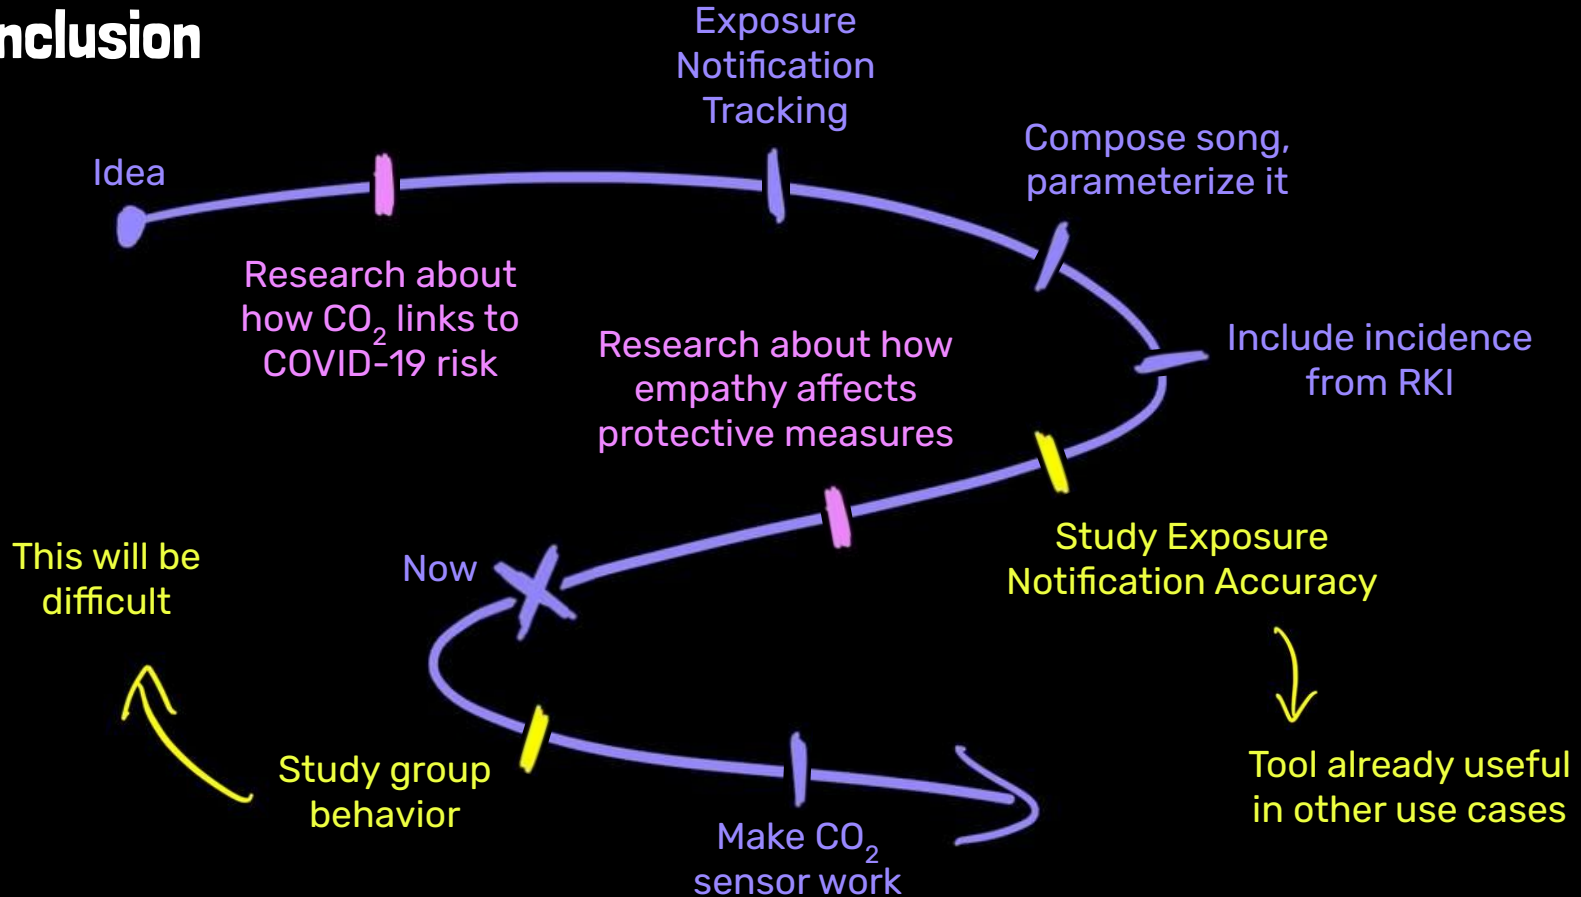 nclusion
Idea
Research about
how CO₂ links to
COVID-19 risk
Exposure
Notification
Tracking
Compose song,
parameterize it
Include incidence
from RKI
Study Exposure
Notification Accuracy
Tool already useful
in other use cases
Research about how
empathy affects
protective measures
Now
Study group
behavior
This will be
difficult
Make CO₂
sensor work